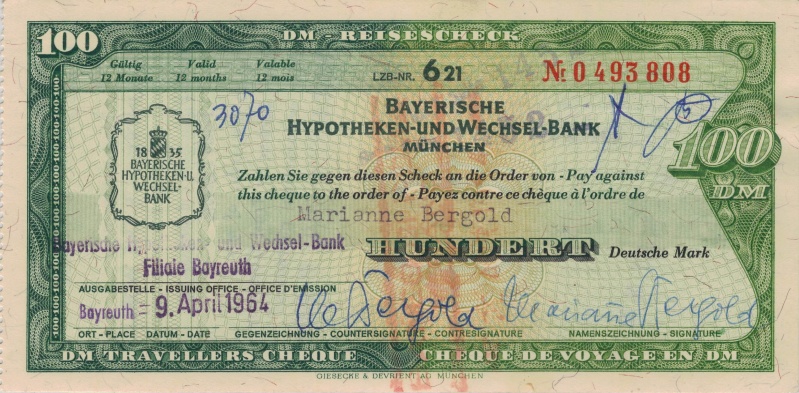 100 DM - REISESCHECK
Gültig Valid Valable
12 Monate 12 months 12 mois
LZB-NR. 621 № 0493808
3070
BAYERISCHE
HYPOTHEKEN-UND WECHSEL-BANK
MÜNCHEN
100
DM
18 35
BAYERISCHE
HYPOTHEKEN-U.
WECHSEL-
BANK
Zahlen Sie gegen diesen Scheck an die Order von - Pay against
this cheque to the order of - Payez contre ce chèque à l'ordre de
Marianne Bergold
HUNDERT Deutsche Mark
Bayerische Hypotheken- und Wechsel-Bank
Filiale Bayreuth
AUSGABESTELLE - ISSUING OFFICE - OFFICE D'EMISSION
Bayreuth = 9. April 1964
Bergold Marianne Bergold
ORT - PLACE DATUM - DATE GEGENZEICHNUNG - COUNTERSIGNATURE - CONTRESIGNATURE NAMENSZEICHNUNG - SIGNATURE
DM TRAVELLERS CHEQUE CHEQUE DE VOYAGE EN DM
GIESECKE & DEVRIENT AG MÜNCHEN